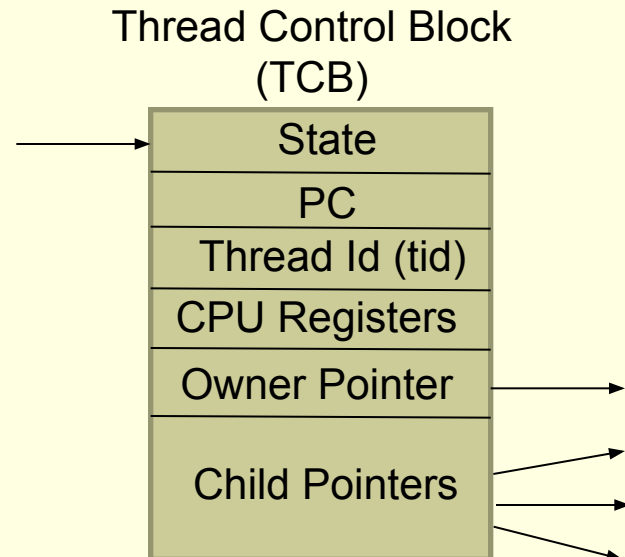 Thread Control Block
(TCB)
State
PC
Thread Id (tid)
CPU Registers
Owner Pointer
Child Pointers